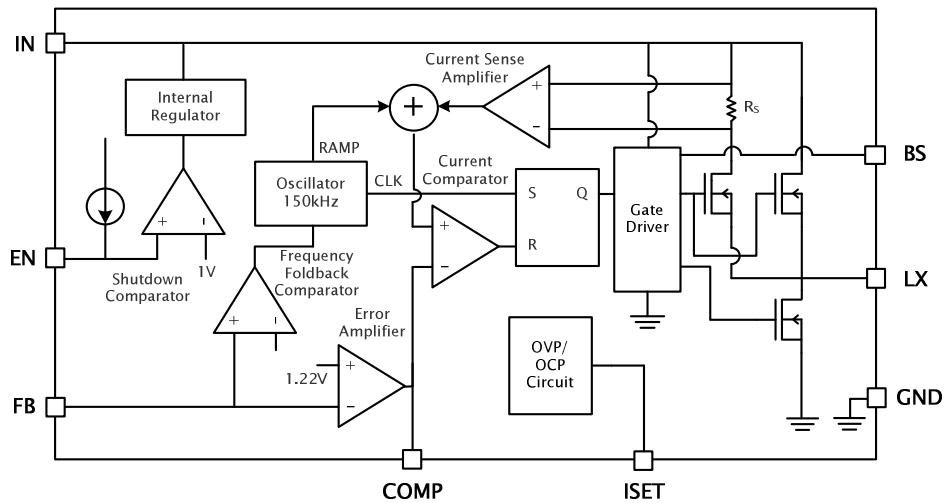 IN
Current Sense
Amplifier
+
−
R_S
Internal
Regulator
+
RAMP
BS
Oscillator
150kHz
CLK
Current
Comparator
S
Q
R
Gate
Driver
+
−
+
−
1V
EN
Shutdown
Comparator
Frequency
Foldback
Comparator
LX
+
−
Error
Amplifier
1.22V
+
−
OVP/
OCP
Circuit
FB
GND
COMP
ISET